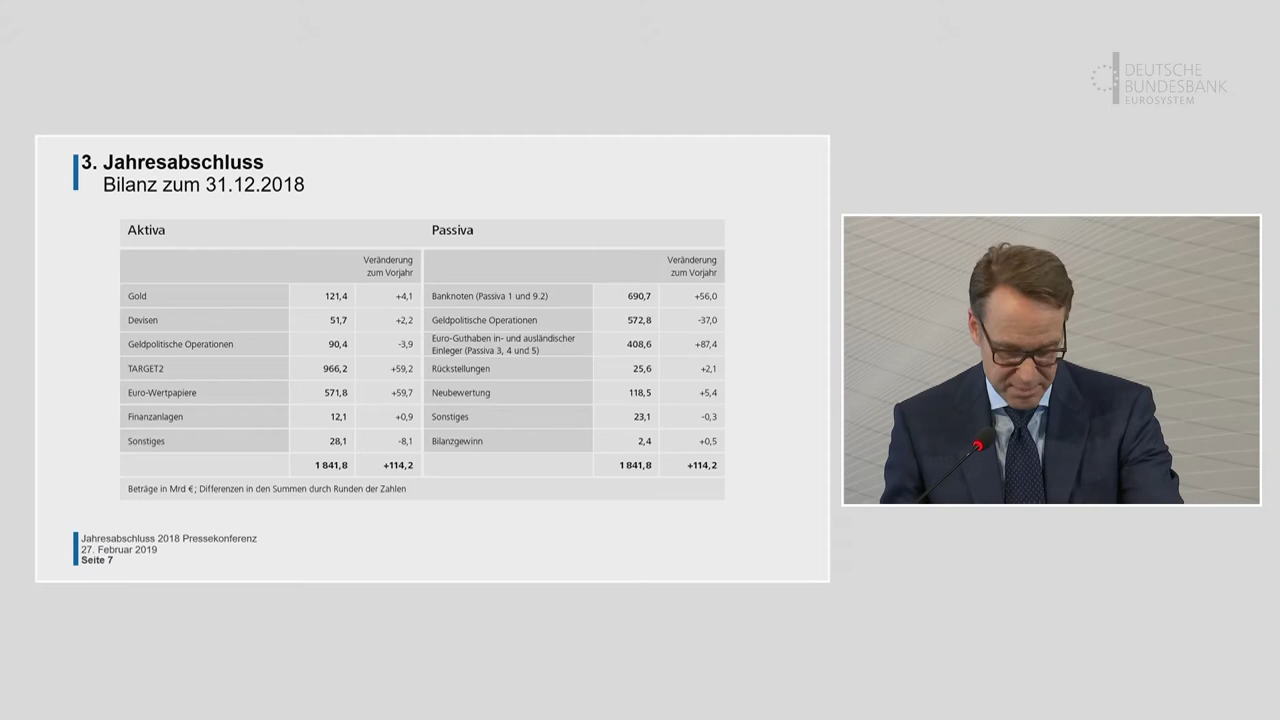 DEUTSCHE
BUNDESBANK
EUROSYSTEM
3. Jahresabschluss
Bilanz zum 31.12.2018
Aktiva Passiva
Veränderung zum Vorjahr Veränderung zum Vorjahr
Gold 121,4 +4,1 Banknoten (Passiva 1 und 9.2) 690,7 +56,0
Devisen 51,7 +2,2 Geldpolitische Operationen 572,8 -37,0
Geldpolitische Operationen 90,4 -3,9 Euro-Guthaben in- und ausländischer Einleger (Passiva 3, 4 und 5) 408,6 +87,4
TARGET2 966,2 +59,2 Rückstellungen 25,6 +2,1
Euro-Wertpapiere 571,8 +59,7 Neubewertung 118,5 +5,4
Finanzanlagen 12,1 +0,9 Sonstiges 23,1 -0,3
Sonstiges 28,1 -8,1 Bilanzgewinn 2,4 +0,5
1 841,8 +114,2 1 841,8 +114,2
Beträge in Mrd €; Differenzen in den Summen durch Runden der Zahlen
Jahresabschluss 2018 Pressekonferenz
27. Februar 2019
Seite 7